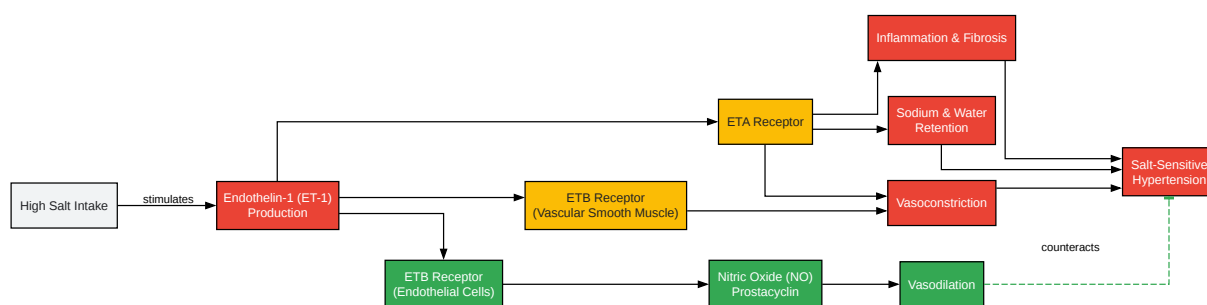 Inflammation & Fibrosis
ETA Receptor
Sodium & Water
Retention
Salt-Sensitive
Hypertension
High Salt Intake
stimulates
Endothelin-1 (ET-1)
Production
ETB Receptor
(Vascular Smooth Muscle)
Vasoconstriction
counteracts
ETB Receptor
(Endothelial Cells)
Nitric Oxide (NO)
Prostacyclin
Vasodilation